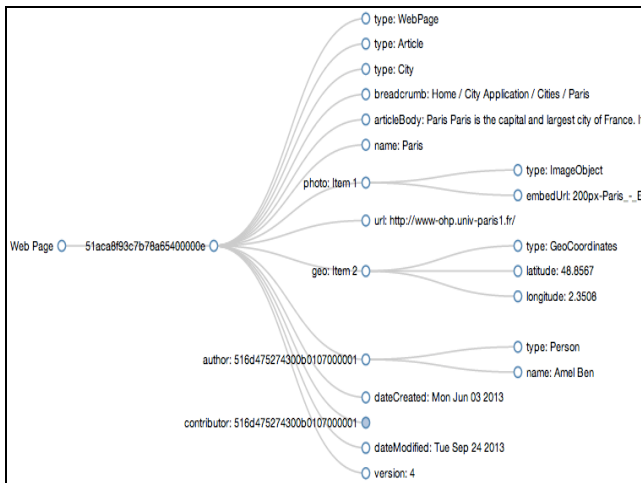 type: WebPage
type: Article
type: City
breadcrumb: Home / City Application / Cities / Paris
articleBody: Paris Paris is the capital and largest city of France. I
name: Paris
photo: Item 1
type: ImageObject
embedUrl: 200px-Paris_-_E
url: http://www-ohp.univ-paris1.fr/
Web Page
51aca8f93c7b78a65400000e
geo: Item 2
type: GeoCoordinates
latitude: 48.8567
longitude: 2.3508
author: 516d475274300b0107000001
type: Person
name: Amel Ben
dateCreated: Mon Jun 03 2013
contributor: 516d475274300b0107000001
dateModified: Tue Sep 24 2013
version: 4